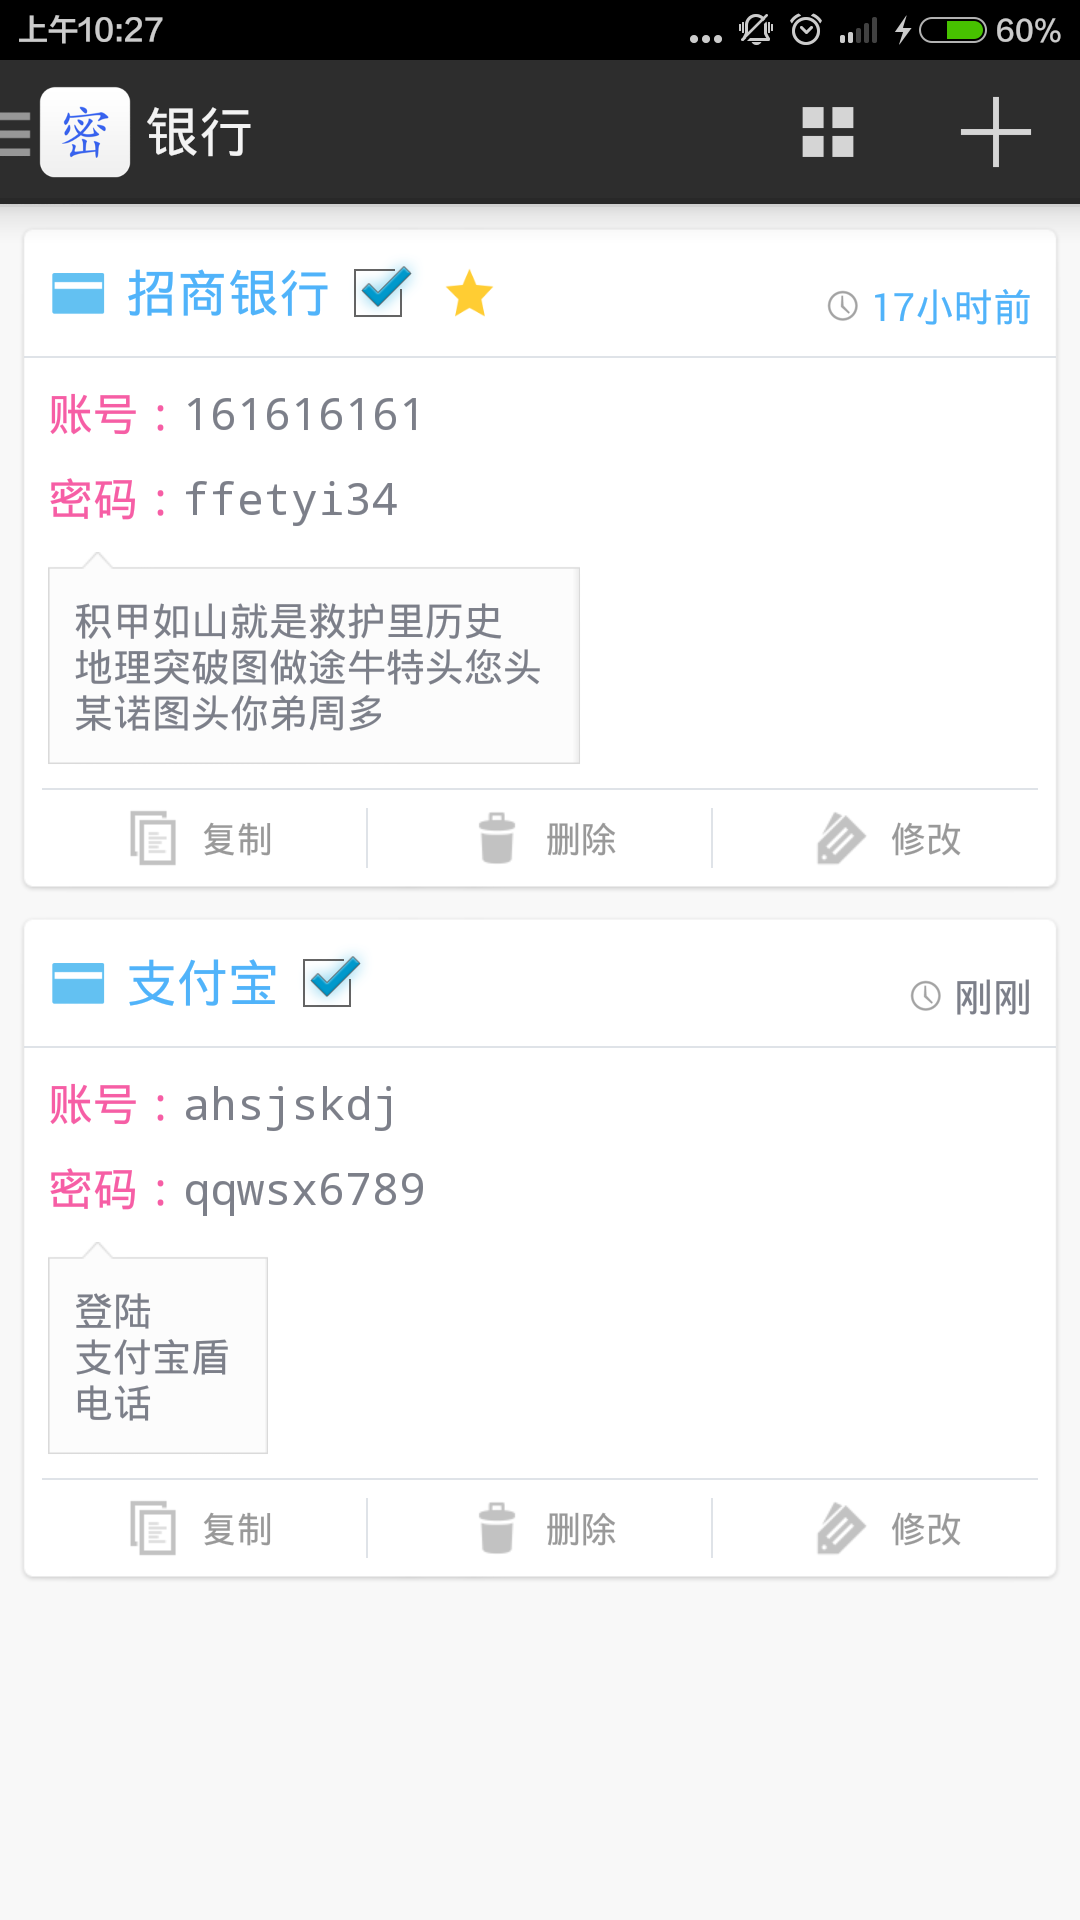 上午10:27
60%
密 银行
招商银行
17小时前
账号：161616161
密码：ffetyi34
积甲如山就是救护里历史
地理突破图做途牛特头您头
某诺图头你弟周多
复制 删除 修改
支付宝
刚刚
账号：ahsjskdj
密码：qqwsx6789
登陆
支付宝盾
电话
复制 删除 修改